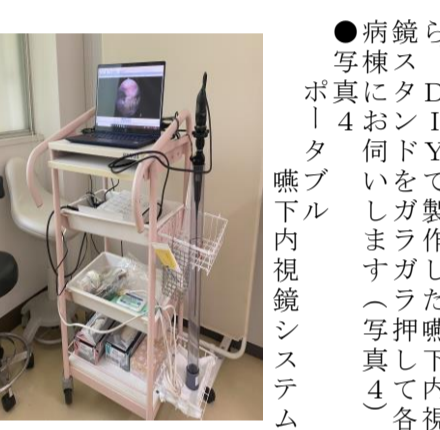 ら、DIYで製作した嚥下内視
鏡スタンドをガラガラ押して各
病棟にお伺いします（写真４）
●写真４
ポータブル
嚥下内視鏡システム